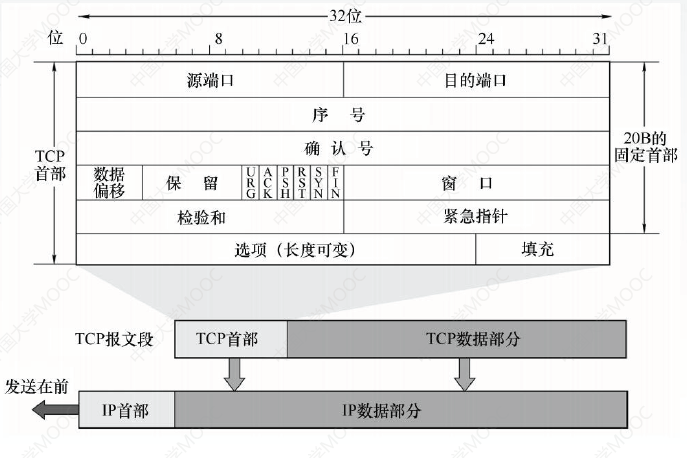 32位
位 0 8 16 24 31
源端口 目的端口
序 号
确 认 号
TCP首部
20B的固定首部
数据偏移 保 留 URG ACK PSH RST SYN FIN 窗 口
检验和 紧急指针
选项（长度可变） 填充
TCP报文段 TCP首部 TCP数据部分
发送在前
IP首部 IP数据部分
中国大学MOOC